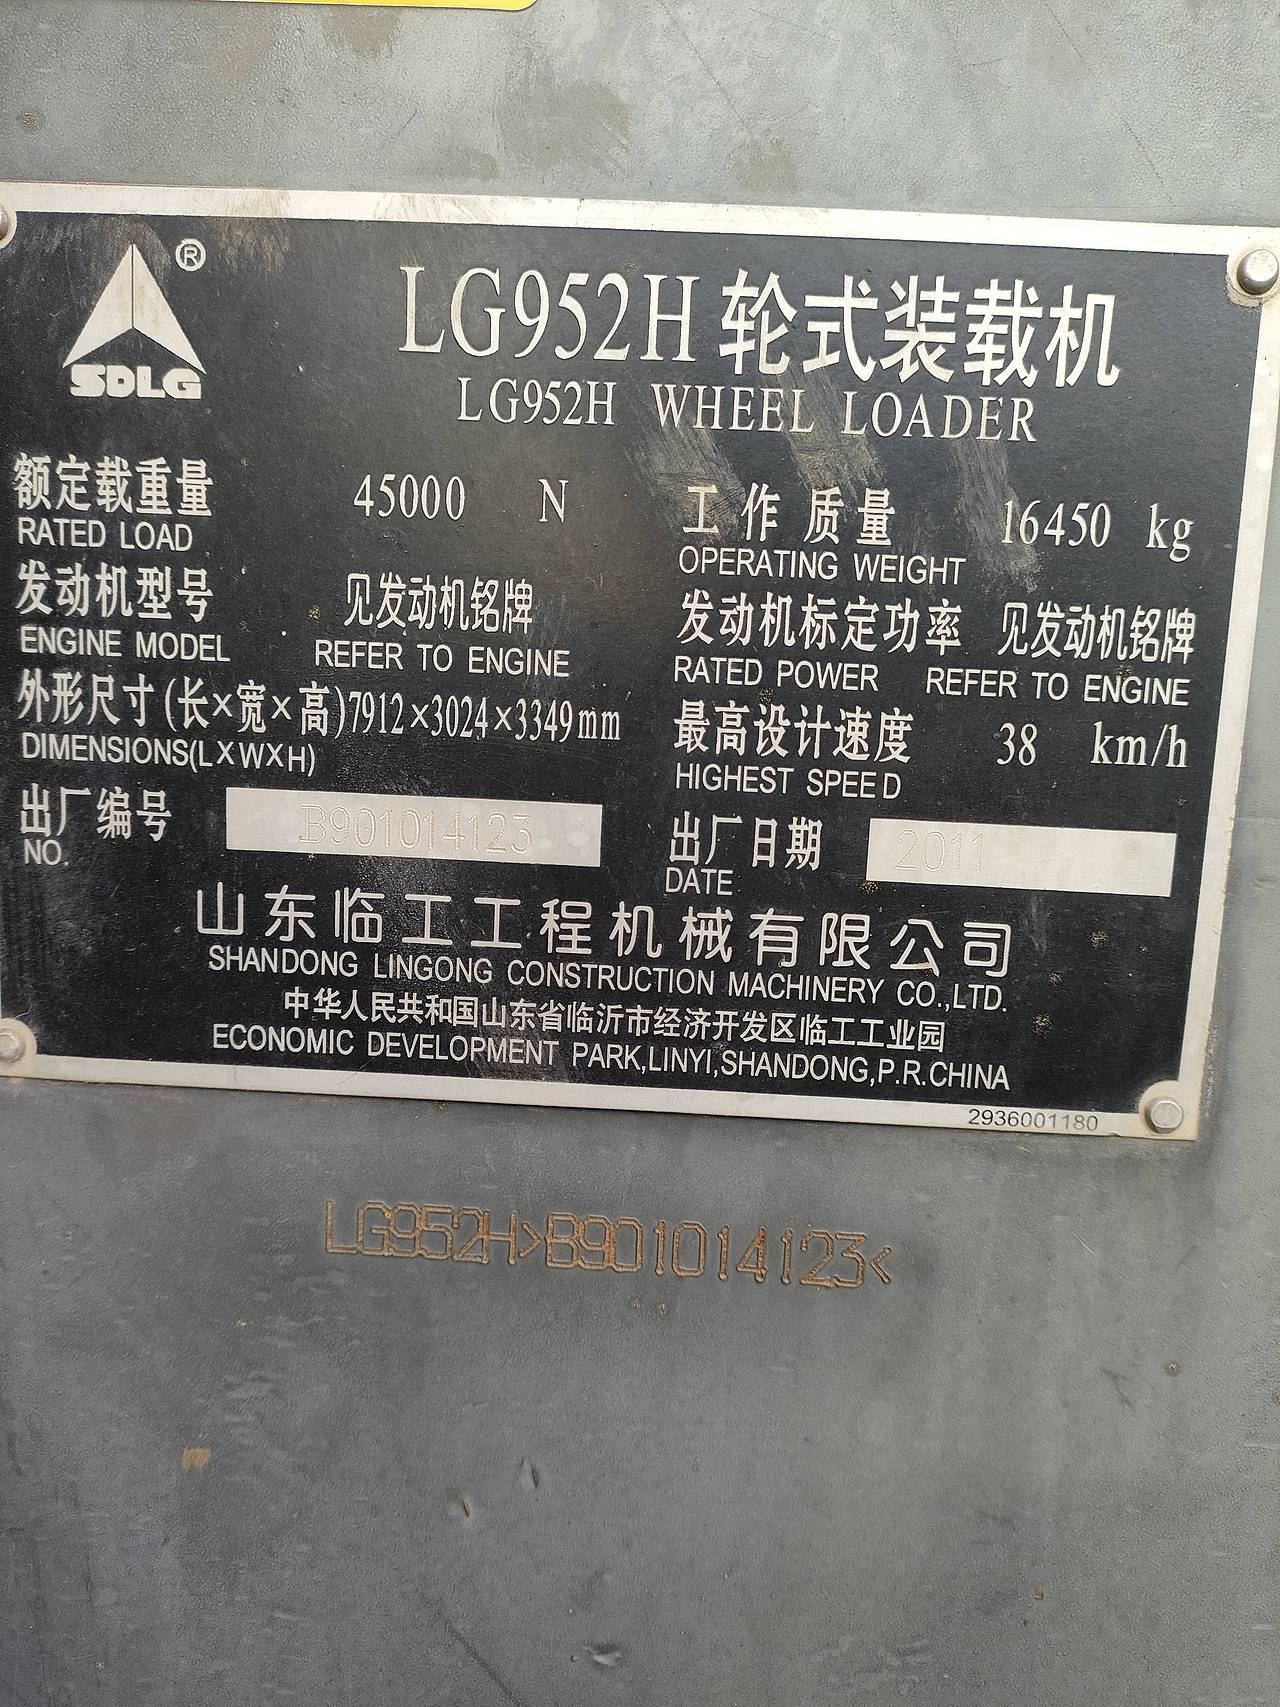 ®
SDLG
LG952H 轮式装载机
LG952H WHEEL LOADER
额定载重量 45000 N
RATED LOAD
工作质量 16450 kg
OPERATING WEIGHT
发动机型号 见发动机铭牌
ENGINE MODEL REFER TO ENGINE
发动机标定功率 见发动机铭牌
RATED POWER REFER TO ENGINE
外形尺寸(长×宽×高)7912×3024×3349mm
DIMENSIONS(L×W×H)
最高设计速度 38 km/h
HIGHEST SPEED
出厂编号 B901014123
NO.
出厂日期 2011
DATE
山东临工工程机械有限公司
SHANDONG LINGONG CONSTRUCTION MACHINERY CO.,LTD.
中华人民共和国山东省临沂市经济开发区临工工业园
ECONOMIC DEVELOPMENT PARK,LINYI,SHANDONG,P.R.CHINA
2936001180
LG952H>B901014123<